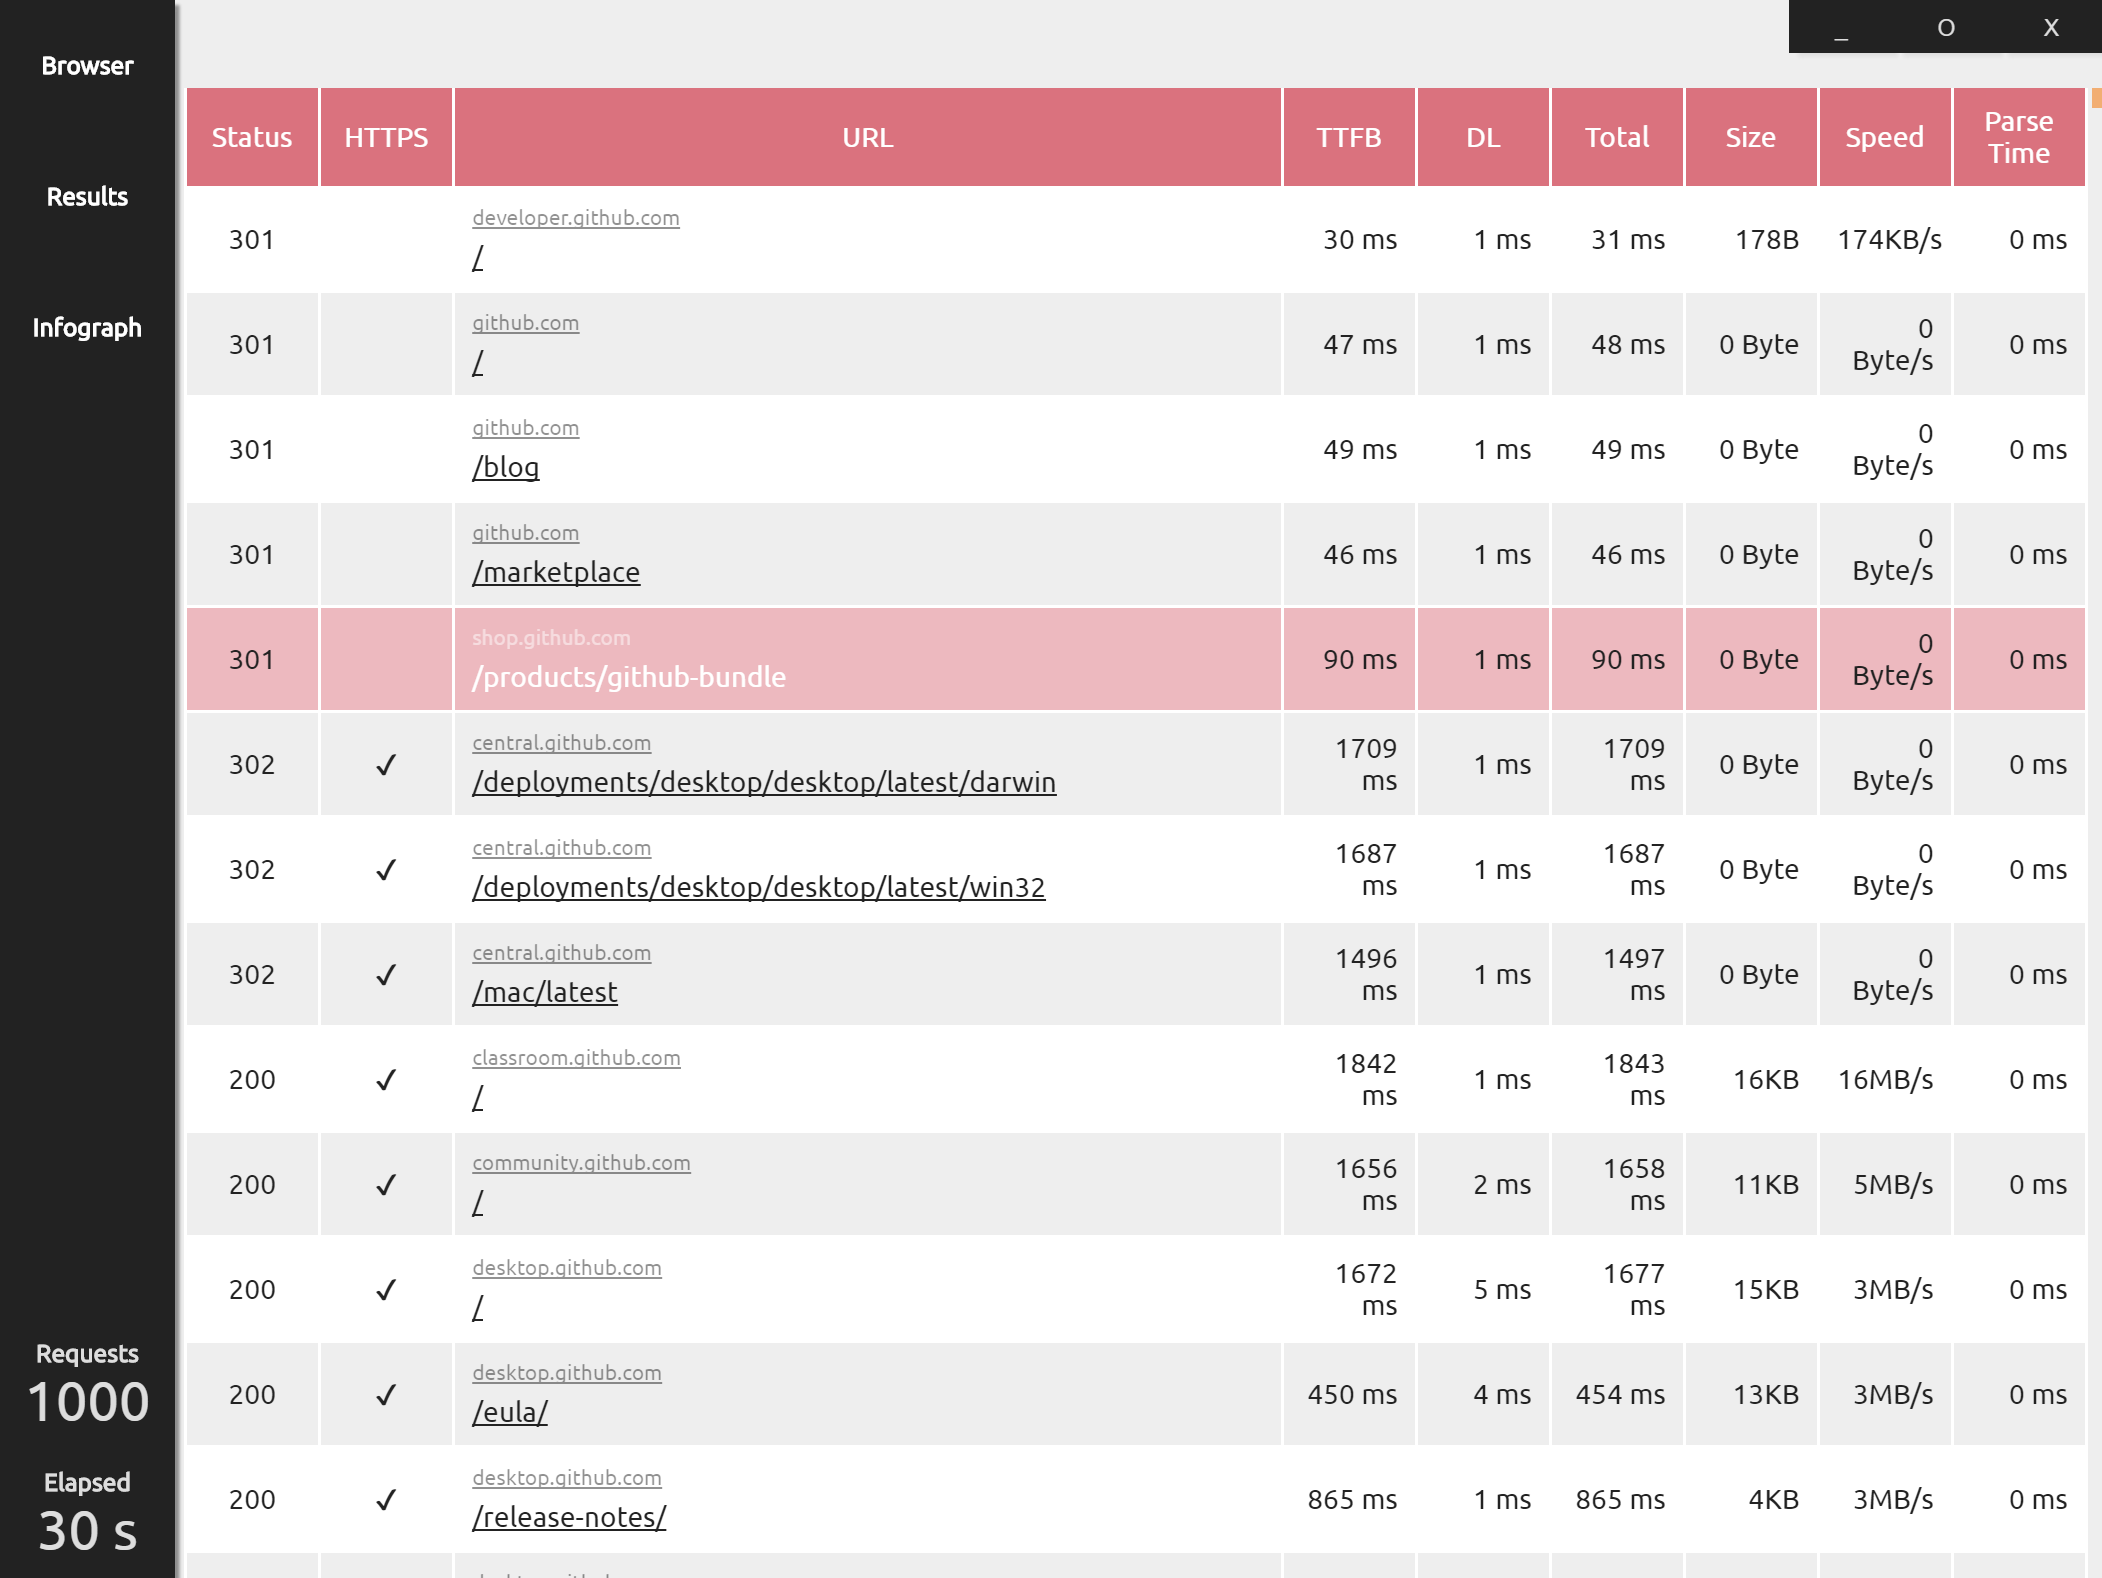 _ O X
Browser
Results
Infograph
Requests
1000
Elapsed
30 s
Status HTTPS URL TTFB DL Total Size Speed Parse Time
301 developer.github.com / 30 ms 1 ms 31 ms 178B 174KB/s 0 ms
301 github.com / 47 ms 1 ms 48 ms 0 Byte 0 Byte/s 0 ms
301 github.com /blog 49 ms 1 ms 49 ms 0 Byte 0 Byte/s 0 ms
301 github.com /marketplace 46 ms 1 ms 46 ms 0 Byte 0 Byte/s 0 ms
301 shop.github.com /products/github-bundle 90 ms 1 ms 90 ms 0 Byte 0 Byte/s 0 ms
302 ✓ central.github.com /deployments/desktop/desktop/latest/darwin 1709 ms 1 ms 1709 ms 0 Byte 0 Byte/s 0 ms
302 ✓ central.github.com /deployments/desktop/desktop/latest/win32 1687 ms 1 ms 1687 ms 0 Byte 0 Byte/s 0 ms
302 ✓ central.github.com /mac/latest 1496 ms 1 ms 1497 ms 0 Byte 0 Byte/s 0 ms
200 ✓ classroom.github.com / 1842 ms 1 ms 1843 ms 16KB 16MB/s 0 ms
200 ✓ community.github.com / 1656 ms 2 ms 1658 ms 11KB 5MB/s 0 ms
200 ✓ desktop.github.com / 1672 ms 5 ms 1677 ms 15KB 3MB/s 0 ms
200 ✓ desktop.github.com /eula/ 450 ms 4 ms 454 ms 13KB 3MB/s 0 ms
200 ✓ desktop.github.com /release-notes/ 865 ms 1 ms 865 ms 4KB 3MB/s 0 ms